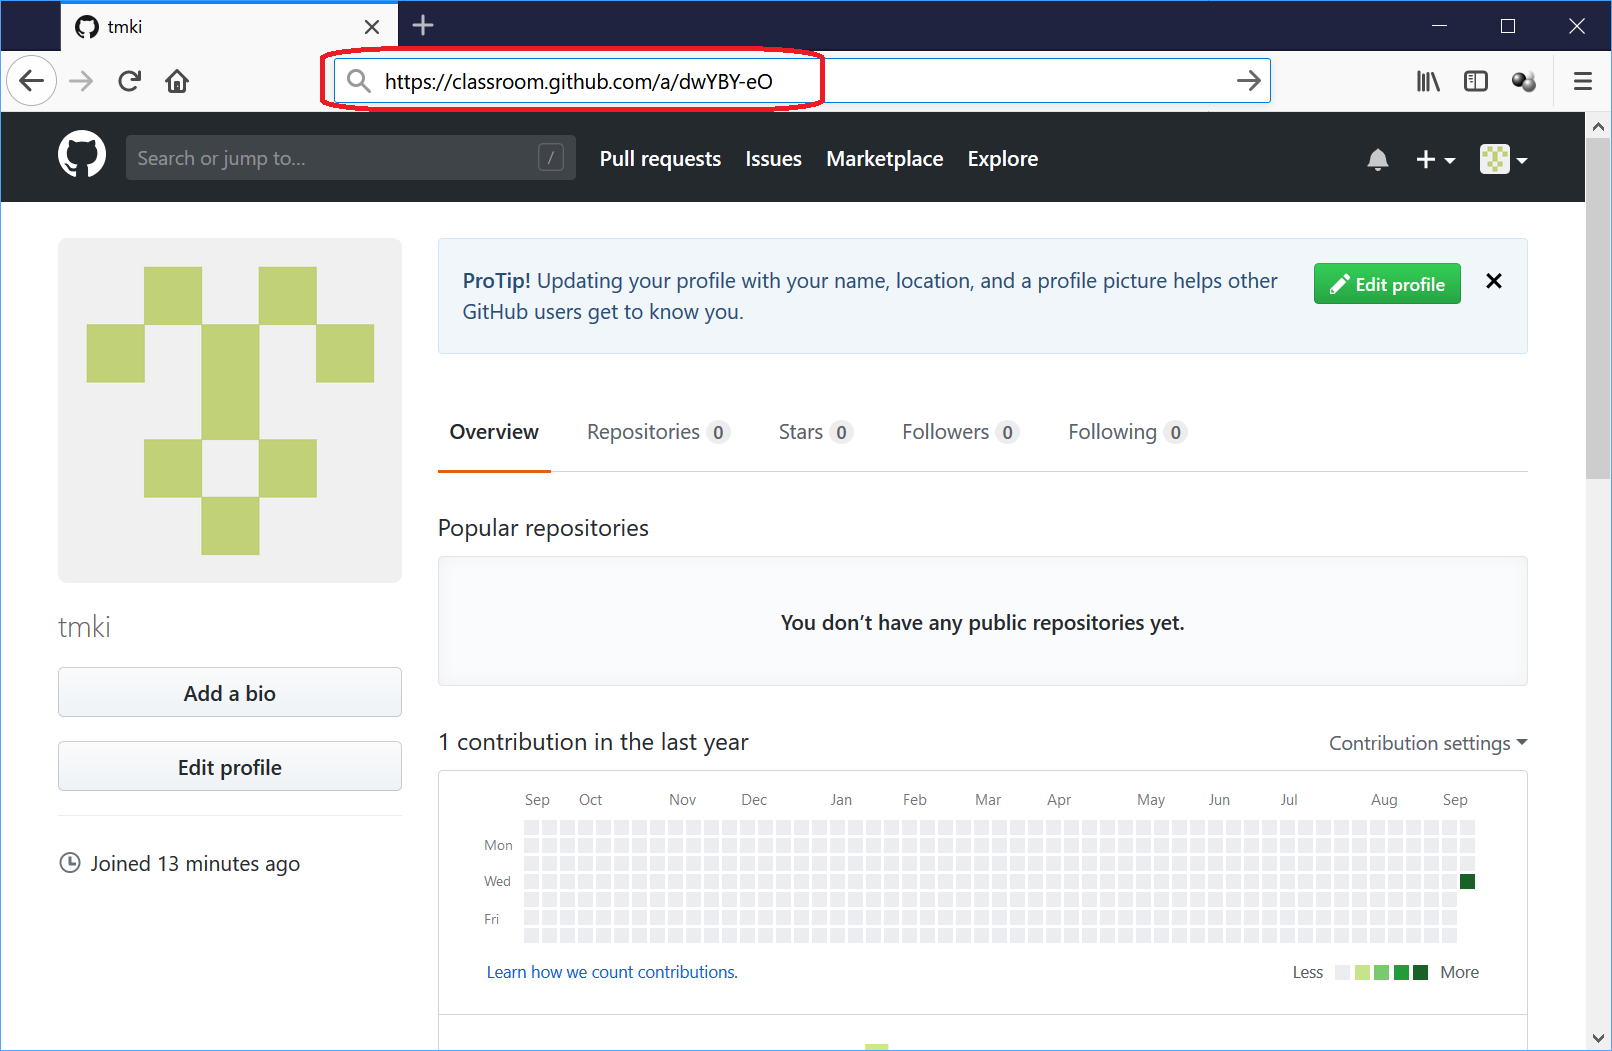 tmki
https://classroom.github.com/a/dwYBY-eO
Search or jump to...
/
Pull requests Issues Marketplace Explore
ProTip! Updating your profile with your name, location, and a profile picture helps other
GitHub users get to know you.
Edit profile
Overview Repositories 0 Stars 0 Followers 0 Following 0
Popular repositories
You don’t have any public repositories yet.
tmki
Add a bio
Edit profile
Joined 13 minutes ago
1 contribution in the last year
Contribution settings
Sep Oct Nov Dec Jan Feb Mar Apr May Jun Jul Aug Sep
Mon
Wed
Fri
Learn how we count contributions.
Less More